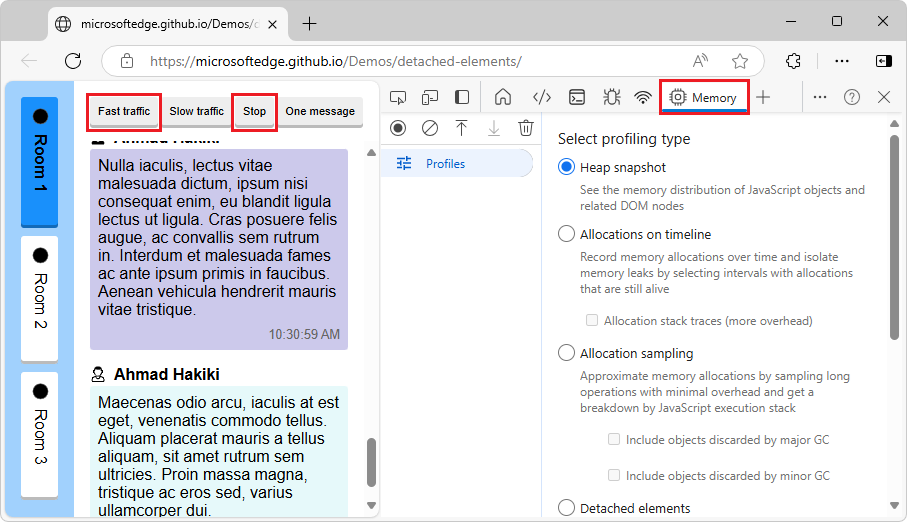 microsoftedge.github.io/Demos/d
https://microsoftedge.github.io/Demos/detached-elements/
Room 1
Room 2
Room 3
Fast traffic
Slow traffic
Stop
One message
Ahmad Hakiki
Nulla iaculis, lectus vitae
malesuada dictum, ipsum nisi
consequat enim, eu blandit ligula
lectus ut ligula. Cras posuere felis
augue, ac convallis sem rutrum
in. Interdum et malesuada fames
ac ante ipsum primis in faucibus.
Aenean vehicula hendrerit mauris
vitae tristique.
10:30:59 AM
Ahmad Hakiki
Maecenas odio arcu, iaculis at est
eget, venenatis commodo tellus.
Aliquam placerat mauris a tellus
aliquam, sit amet rutrum sem
ultricies. Proin massa magna,
tristique ac eros sed, varius
ullamcorper dui.
Memory
Profiles
Select profiling type
Heap snapshot
See the memory distribution of JavaScript objects and
related DOM nodes
Allocations on timeline
Record memory allocations over time and isolate
memory leaks by selecting intervals with allocations
that are still alive
Allocation stack traces (more overhead)
Allocation sampling
Approximate memory allocations by sampling long
operations with minimal overhead and get a
breakdown by JavaScript execution stack
Include objects discarded by major GC
Include objects discarded by minor GC
Detached elements